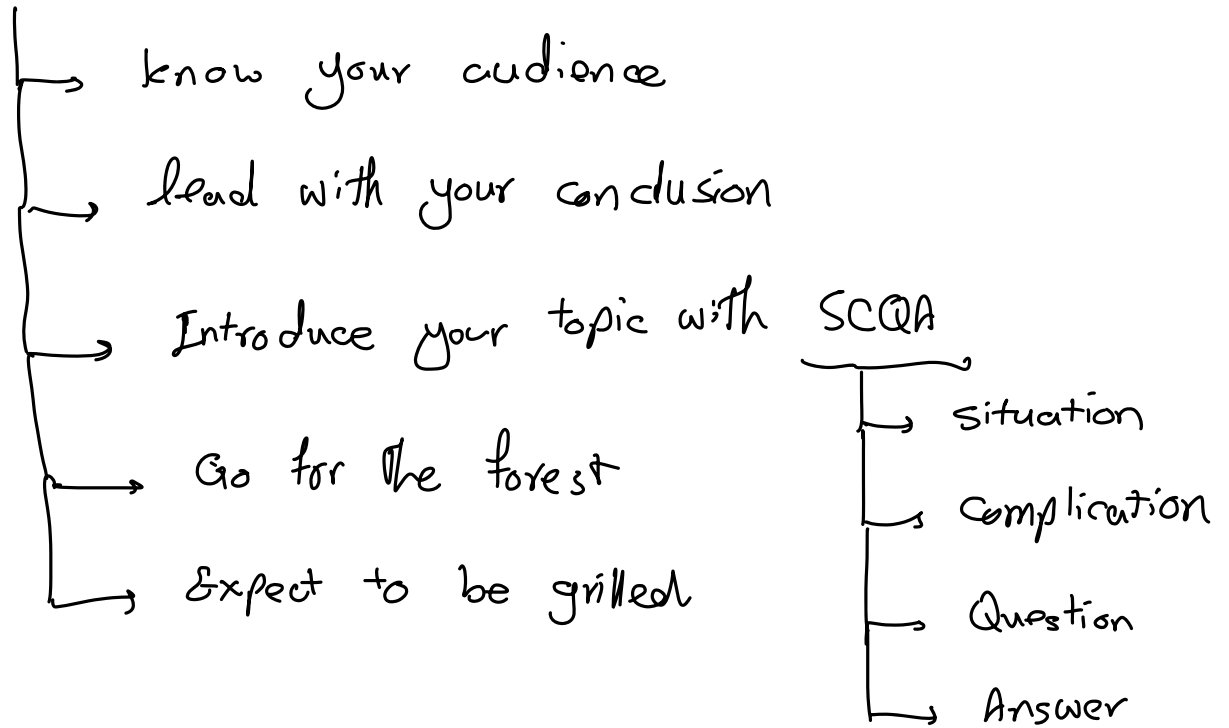 know your audience
lead with your conclusion
Introduce your topic with SCQA
situation
Complication
Question
Answer
Go for the forest
Expect to be grilled